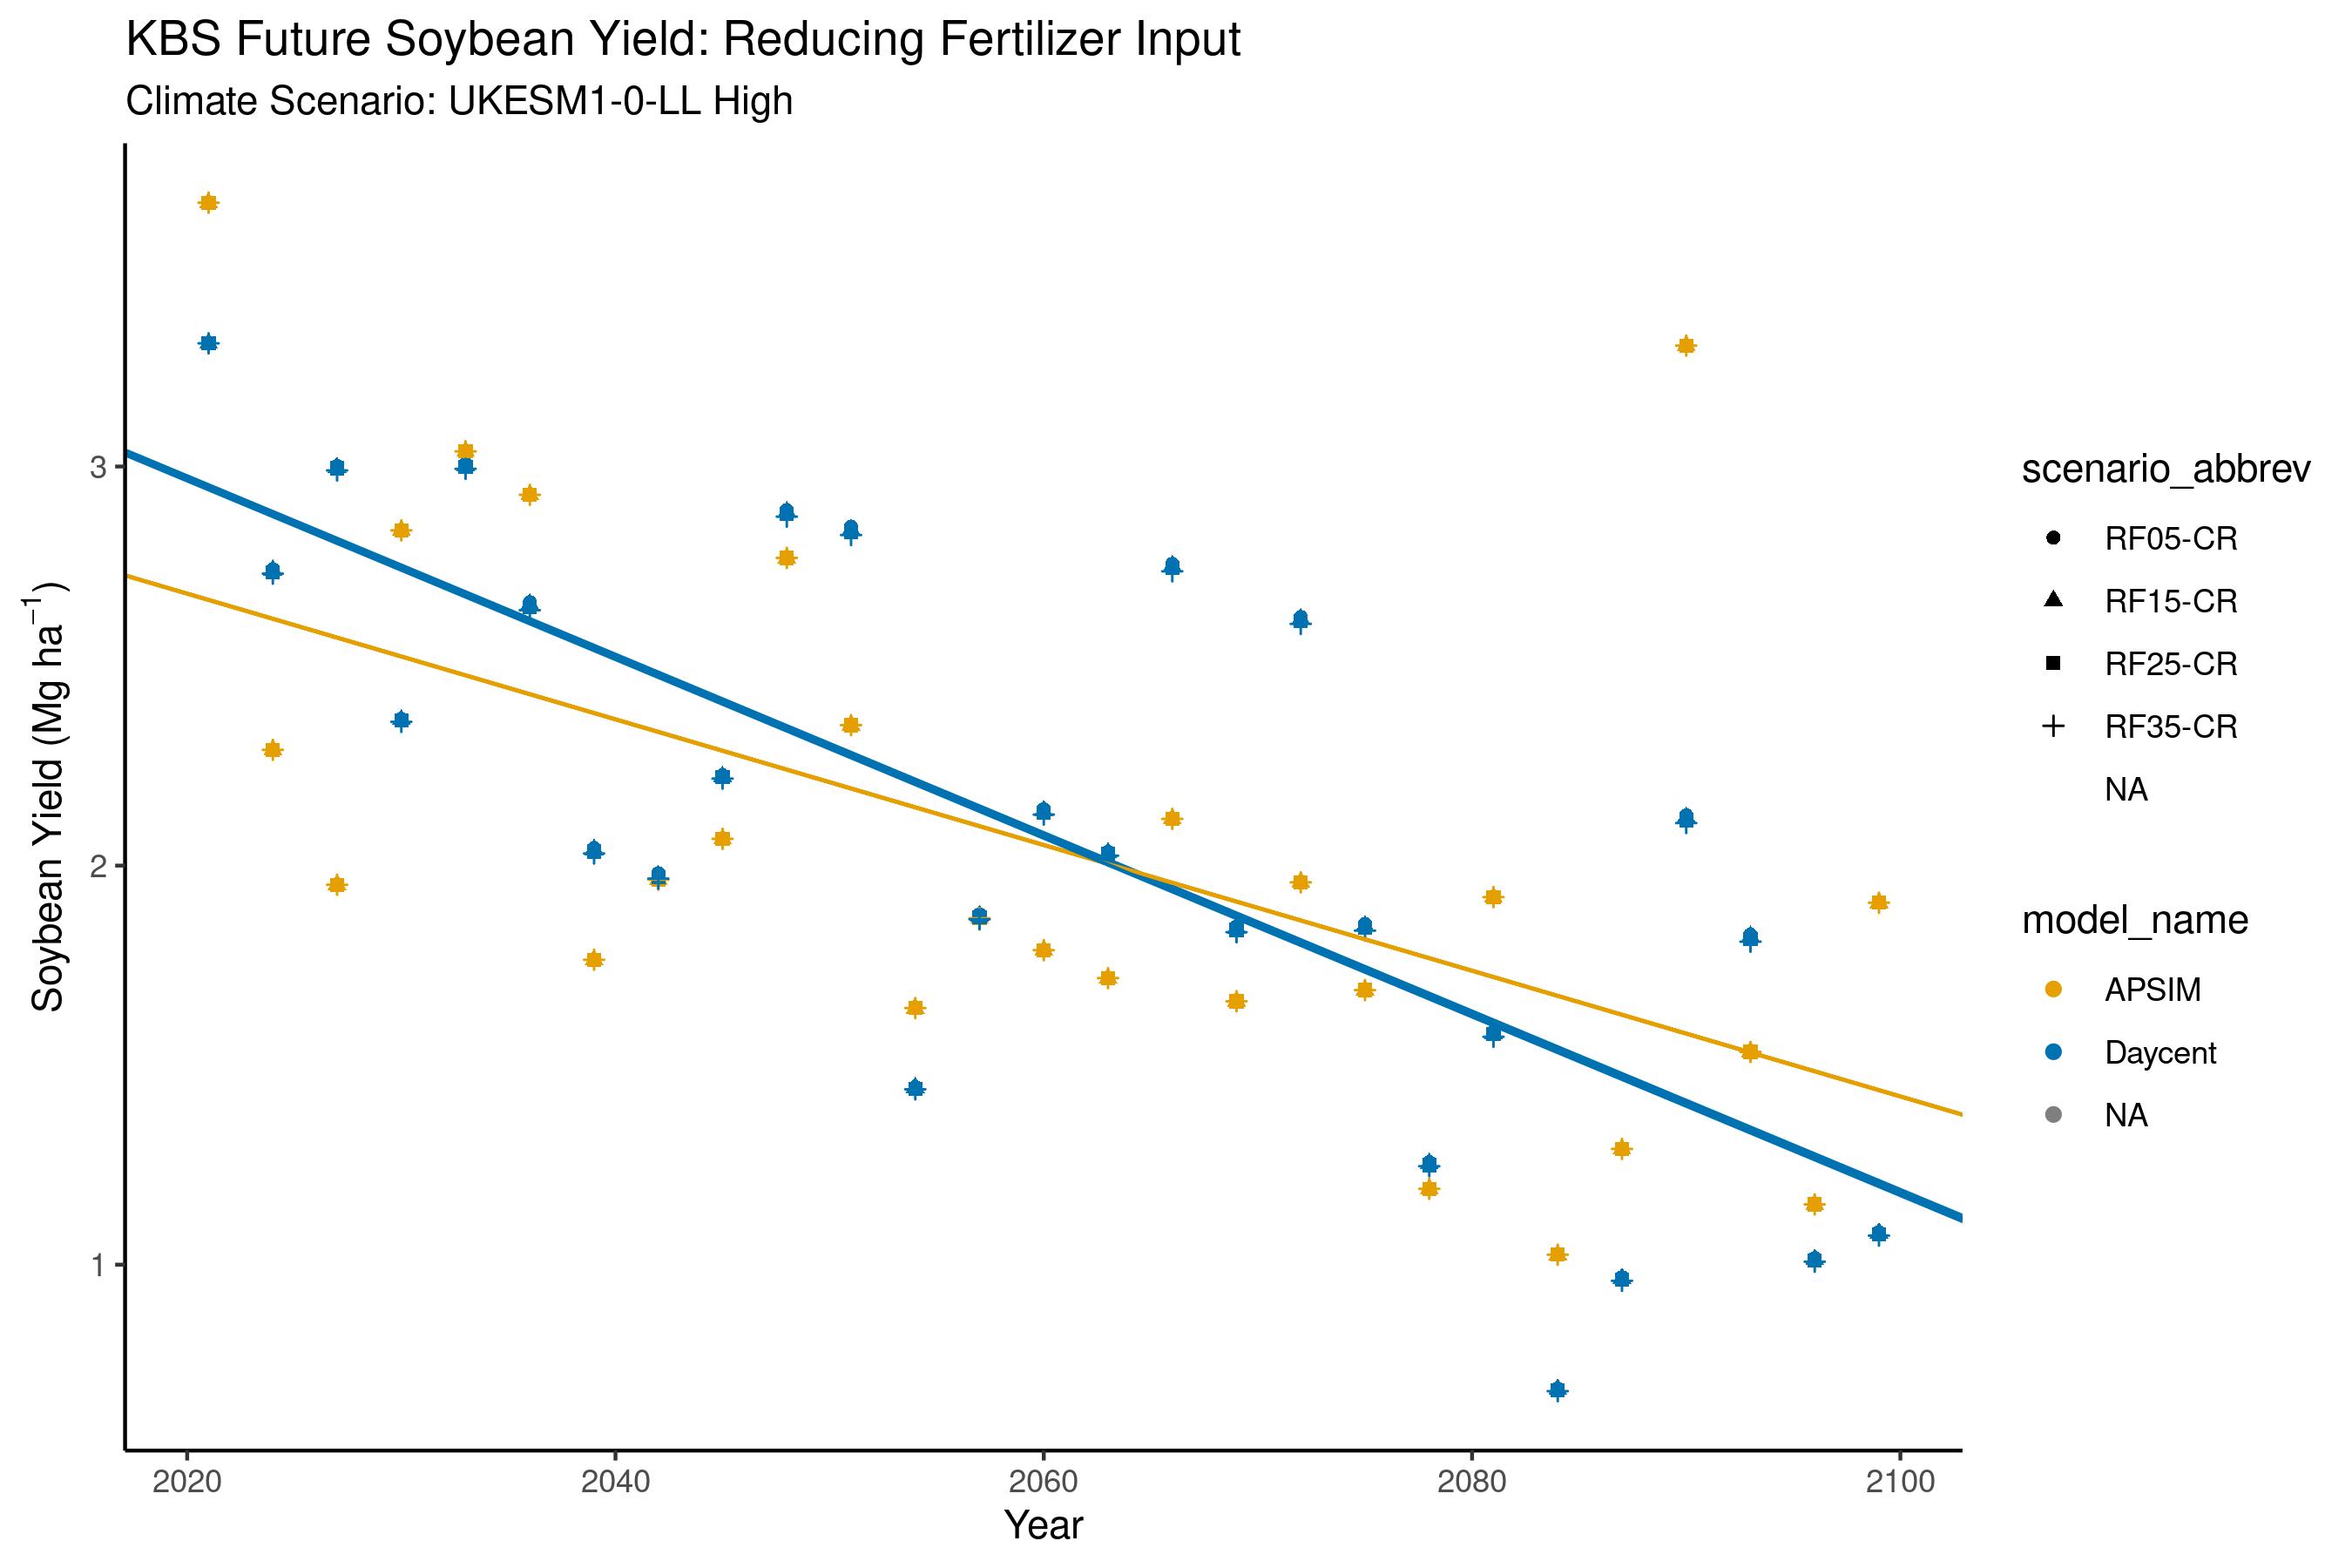 KBS Future Soybean Yield: Reducing Fertilizer Input
Climate Scenario: UKESM1-0-LL High
Soybean Yield (Mg ha⁻¹)
3
2
1
2020 2040 2060 2080 2100
Year
scenario_abbrev
RF05-CR
RF15-CR
RF25-CR
RF35-CR
NA
model_name
APSIM
Daycent
NA